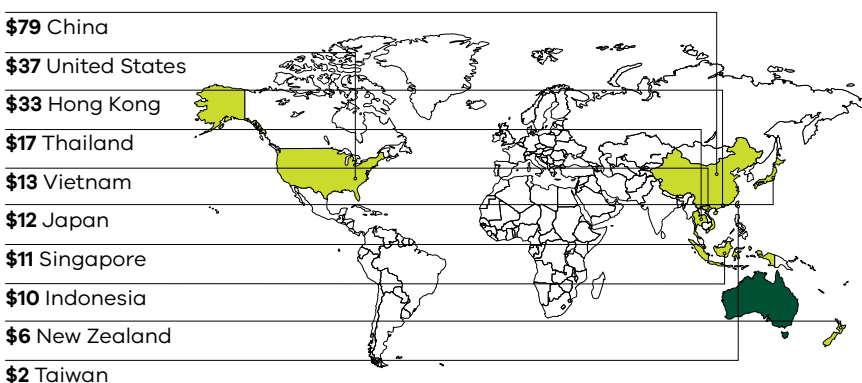 $79 China
$37 United States
$33 Hong Kong
$17 Thailand
$13 Vietnam
$12 Japan
$11 Singapore
$10 Indonesia
$6 New Zealand
$2 Taiwan